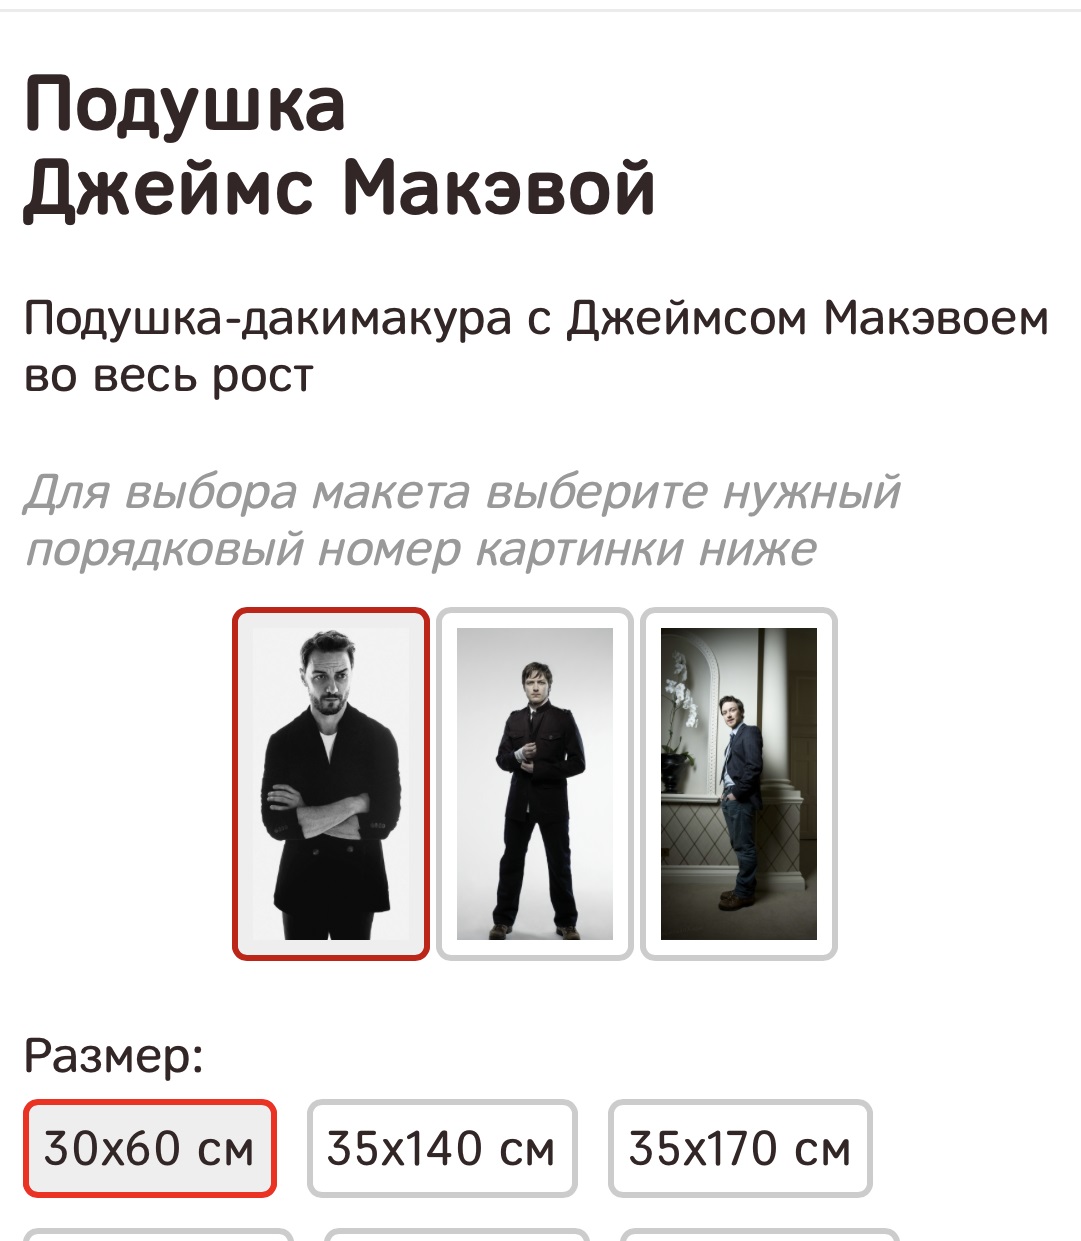 Подушка
Джеймс Макэвой
Подушка-дакимакура с Джеймсом Макэвоем
во весь рост
Для выбора макета выберите нужный
порядковый номер картинки ниже
Размер:
30x60 см
35x140 см
35x170 см